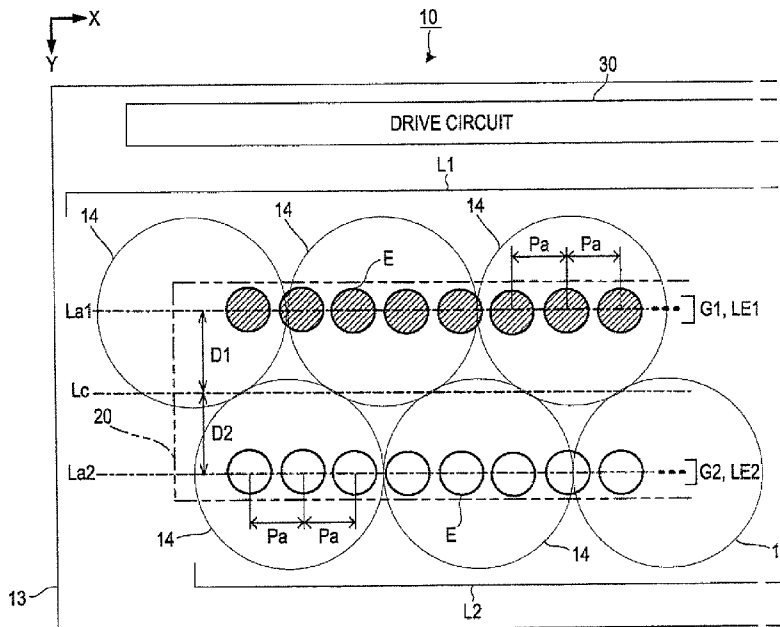 X
Y
10
30
DRIVE CIRCUIT
L1
14
14
14
Pa
Pa
E
La1
G1, LE1
D1
Lc
20
D2
La2
G2, LE2
Pa
Pa
E
14
14
1
13
L2